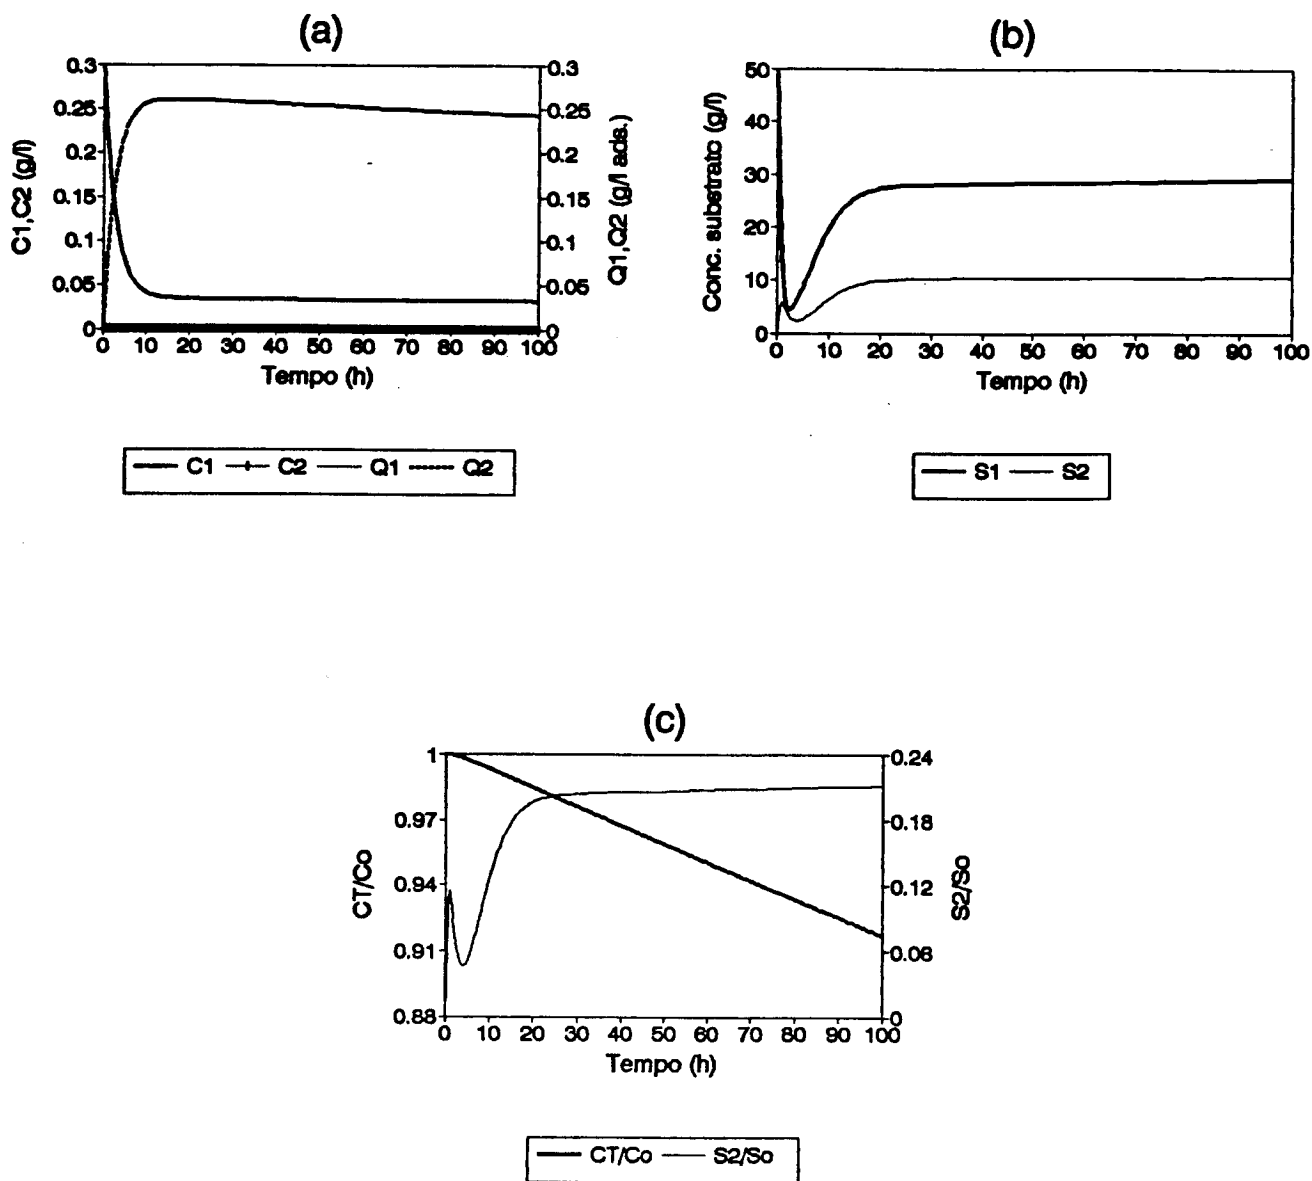 (a)
0.3
0.25
0.2
0.15
0.1
0.05
0
C1,C2 (g/l)
0.3
0.25
0.2
0.15
0.1
0.05
0
Q1,Q2 (g/l ads.)
0 10 20 30 40 50 60 70 80 90 100
Tempo (h)
C1 C2 Q1 Q2
(b)
50
40
30
20
10
0
Conc. substrato (g/l)
0 10 20 30 40 50 60 70 80 90 100
Tempo (h)
S1 S2
(c)
1
0.97
0.94
0.91
0.88
CT/Co
0.24
0.18
0.12
0.08
0
S2/So
0 10 20 30 40 50 60 70 80 90 100
Tempo (h)
CT/Co S2/So